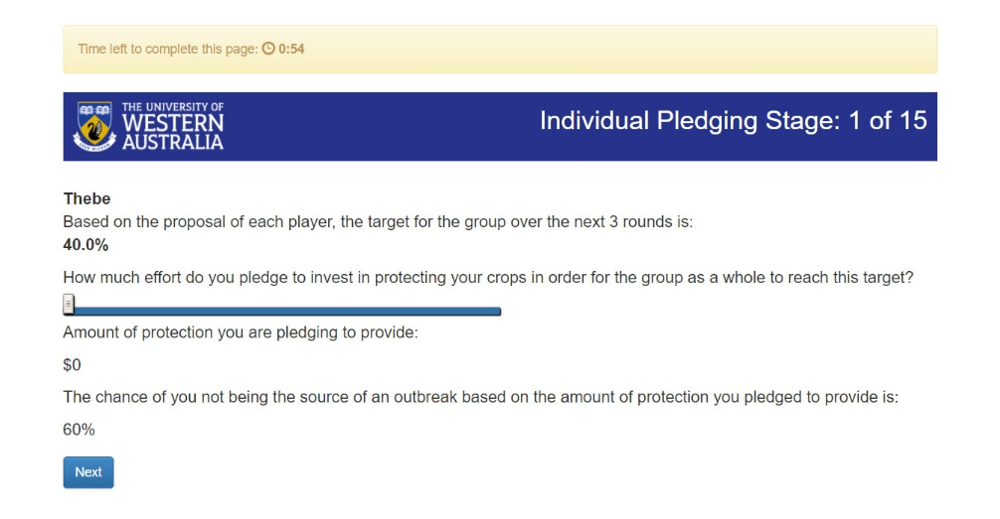 Time left to complete this page: 0:54
THE UNIVERSITY OF
WESTERN
AUSTRALIA
Individual Pledging Stage: 1 of 15
Thebe
Based on the proposal of each player, the target for the group over the next 3 rounds is:
40.0%
How much effort do you pledge to invest in protecting your crops in order for the group as a whole to reach this target?
Amount of protection you are pledging to provide:
$0
The chance of you not being the source of an outbreak based on the amount of protection you pledged to provide is:
60%
Next